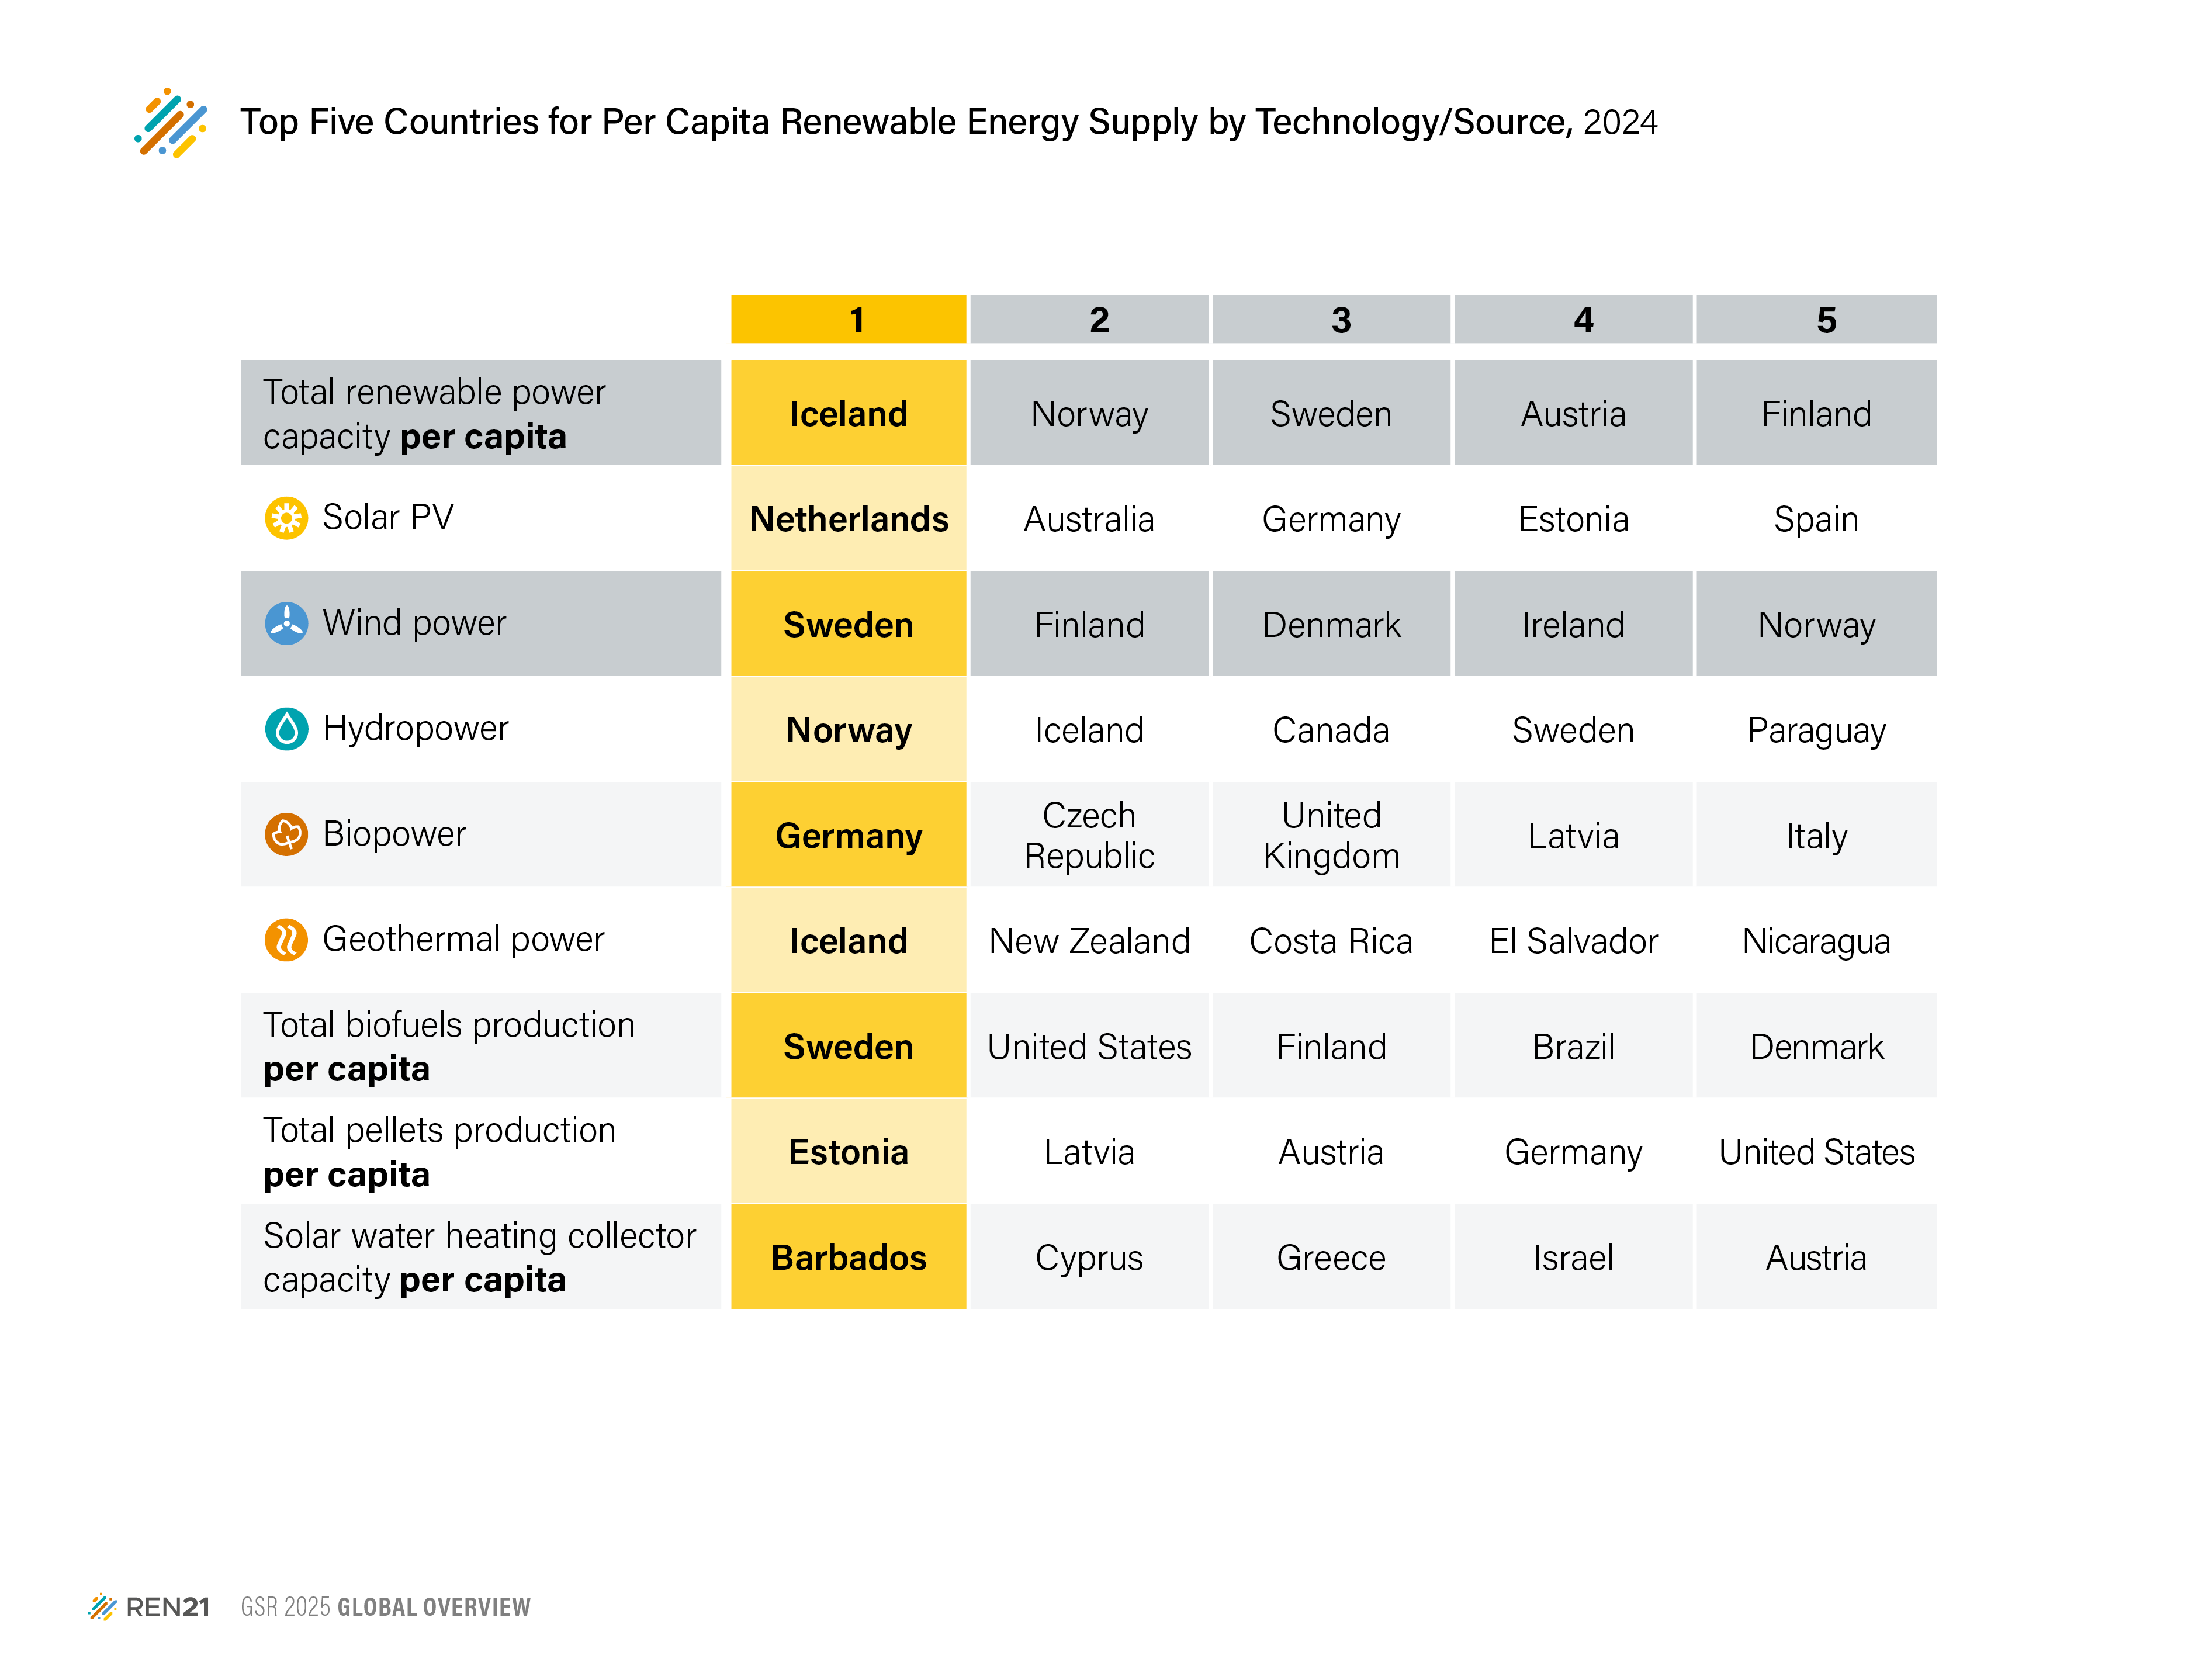 Top Five Countries for Per Capita Renewable Energy Supply by Technology/Source, 2024
1 2 3 4 5
Total renewable power
capacity per capita
Iceland Norway Sweden Austria Finland
Solar PV Netherlands Australia Germany Estonia Spain
Wind power Sweden Finland Denmark Ireland Norway
Hydropower Norway Iceland Canada Sweden Paraguay
Biopower Germany Czech
Republic United
Kingdom Latvia Italy
Geothermal power Iceland New Zealand Costa Rica El Salvador Nicaragua
Total biofuels production
per capita
Sweden United States Finland Brazil Denmark
Total pellets production
per capita
Estonia Latvia Austria Germany United States
Solar water heating collector
capacity per capita
Barbados Cyprus Greece Israel Austria
REN21 GSR 2025 GLOBAL OVERVIEW